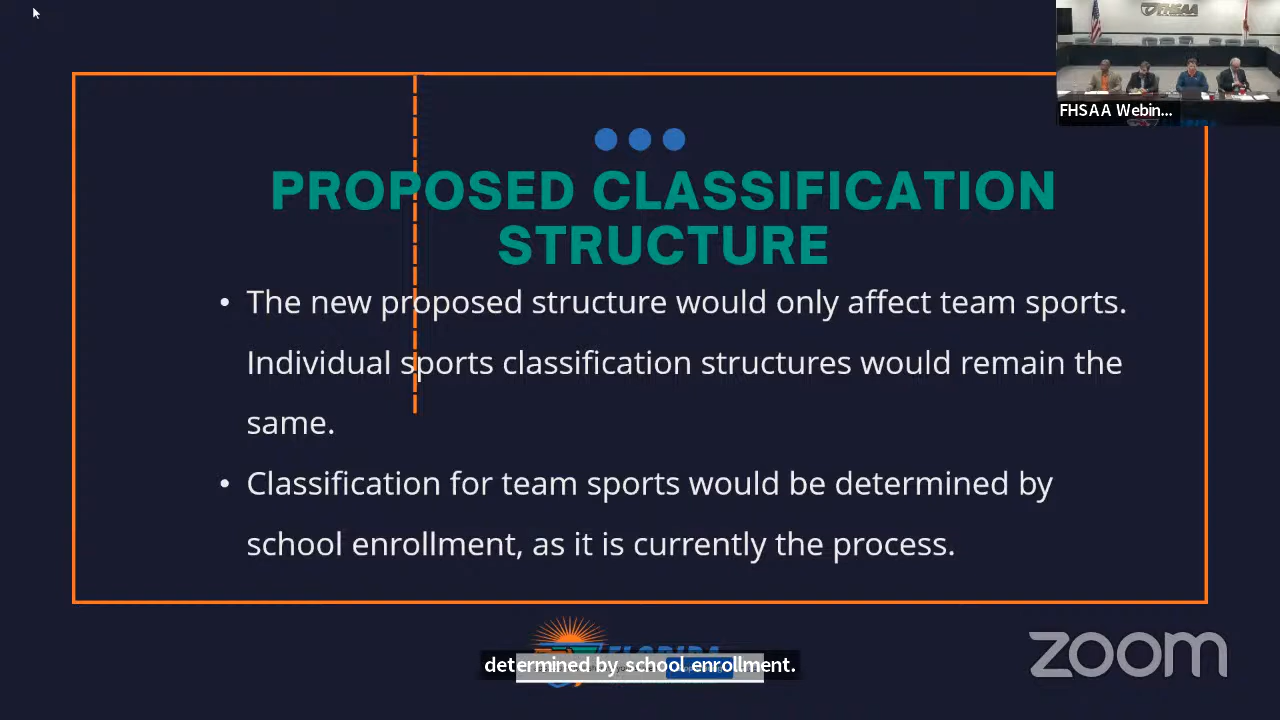 FHSAA
FHSAA Webin...
PROPOSED CLASSIFICATION
STRUCTURE
• The new proposed structure would only affect team sports.
Individual sports classification structures would remain the
same.
• Classification for team sports would be determined by
school enrollment, as it is currently the process.
FLORIDA
determined by school enrollment.
zoom